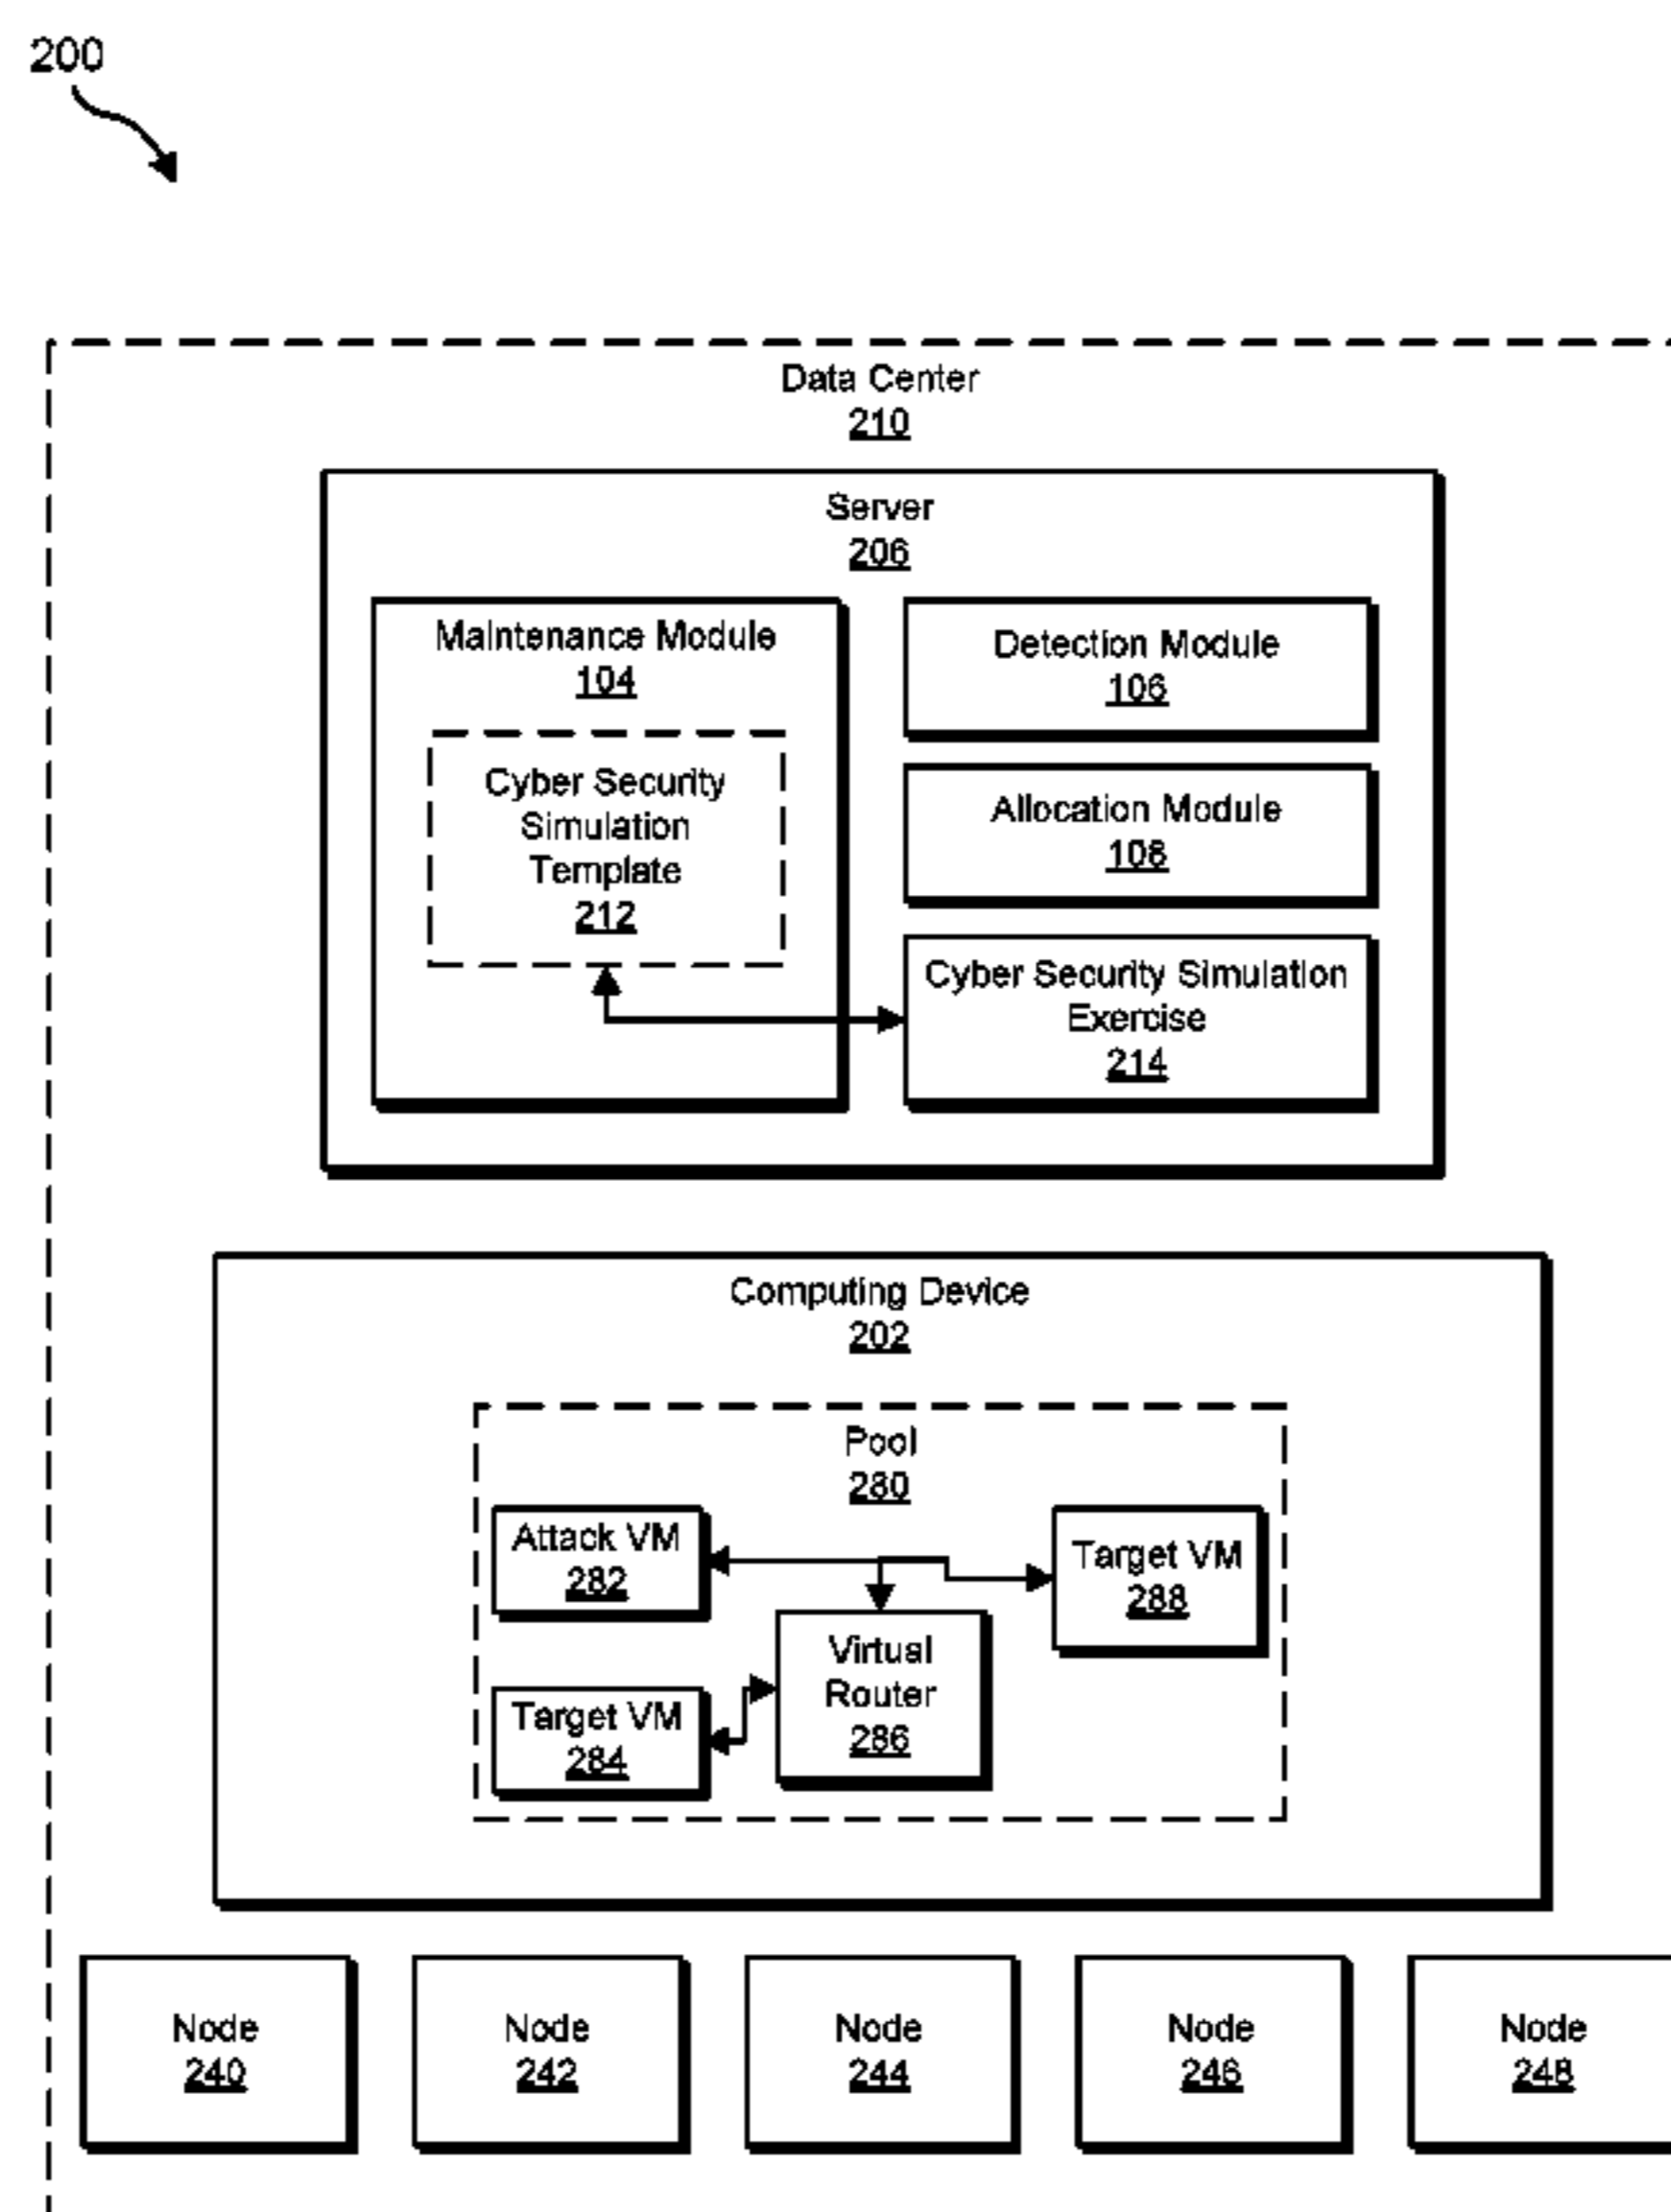 200
Data Center
210
Server
206
Maintenance Module
104
Cyber Security
Simulation
Template
212
Detection Module
106
Allocation Module
108
Cyber Security Simulation
Exercise
214
Computing Device
202
Pool
280
Attack VM
282
Target VM
288
Virtual
Router
286
Target VM
284
Node
240
Node
242
Node
244
Node
246
Node
248